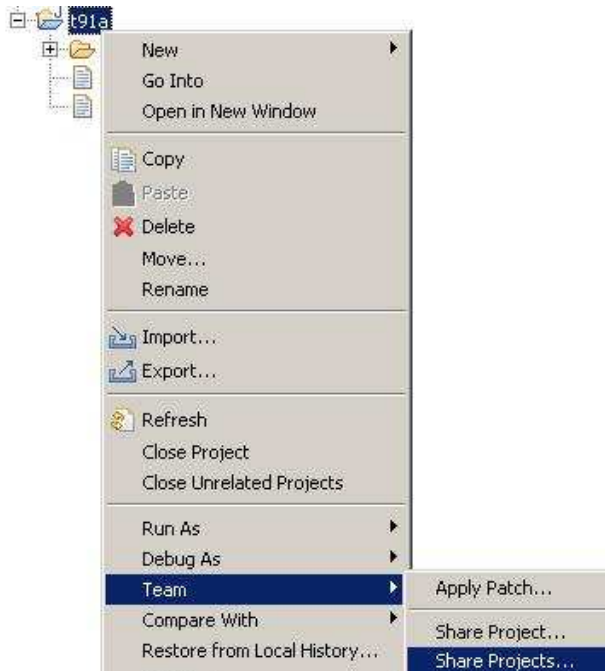 t91a
New
Go Into
Open in New Window
Copy
Paste
Delete
Move...
Rename
Import...
Export...
Refresh
Close Project
Close Unrelated Projects
Run As
Debug As
Team
Apply Patch...
Compare With
Share Project...
Restore from Local History...
Share Projects...